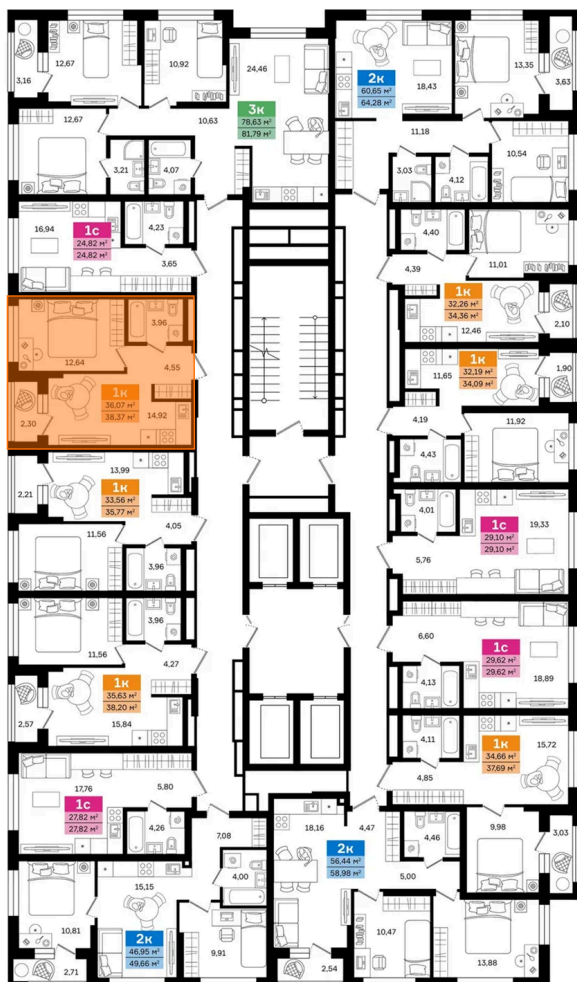 3,16
12,67
10,92
24,46
3к
78,63 м²
81,79 м²
12,67
10,63
3,21
4,07
2к
60,65 м²
64,28 м²
18,43
13,35
3,63
11,18
3,03
4,12
10,54
16,94
1с
24,82 м²
24,82 м²
4,23
3,65
4,40
4,39
11,01
1к
32,26 м²
34,36 м²
12,46
2,10
3,96
12,64
4,55
1к
36,07 м²
38,37 м²
14,92
2,30
11,65
1к
32,19 м²
34,09 м²
1,90
4,19
11,92
4,43
2,21
13,99
1к
33,56 м²
35,77 м²
4,05
11,56
3,96
4,01
1с
29,10 м²
29,10 м²
19,33
5,76
3,96
11,56
4,27
1к
35,63 м²
38,20 м²
2,57
15,84
6,60
1с
29,62 м²
29,62 м²
4,13
18,89
4,11
1к
34,66 м²
37,69 м²
15,72
4,85
17,76
5,80
1с
27,82 м²
27,82 м²
4,26
7,08
18,16
4,47
2к
56,44 м²
58,98 м²
4,46
9,98
3,03
5,00
15,15
4,00
10,81
2к
46,95 м²
49,66 м²
2,71
9,91
2,54
10,47
13,88